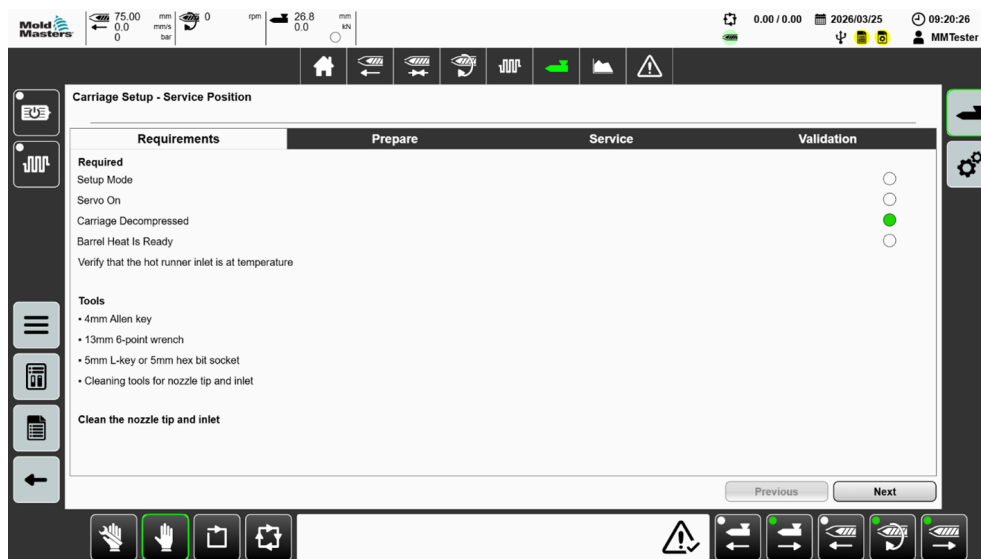 Mold
Masters
75.00 mm
0.0 mm/s
0 bar
0 rpm
26.8 mm
0.0 kN
0.00 / 0.00
2026/03/25
09:20:26
MMTester
Carriage Setup - Service Position
Requirements
Prepare
Service
Validation
Required
Setup Mode
Servo On
Carriage Decompressed
Barrel Heat Is Ready
Verify that the hot runner inlet is at temperature
Tools
• 4mm Allen key
• 13mm 6-point wrench
• 5mm L-key or 5mm hex bit socket
• Cleaning tools for nozzle tip and inlet
Clean the nozzle tip and inlet
Previous
Next